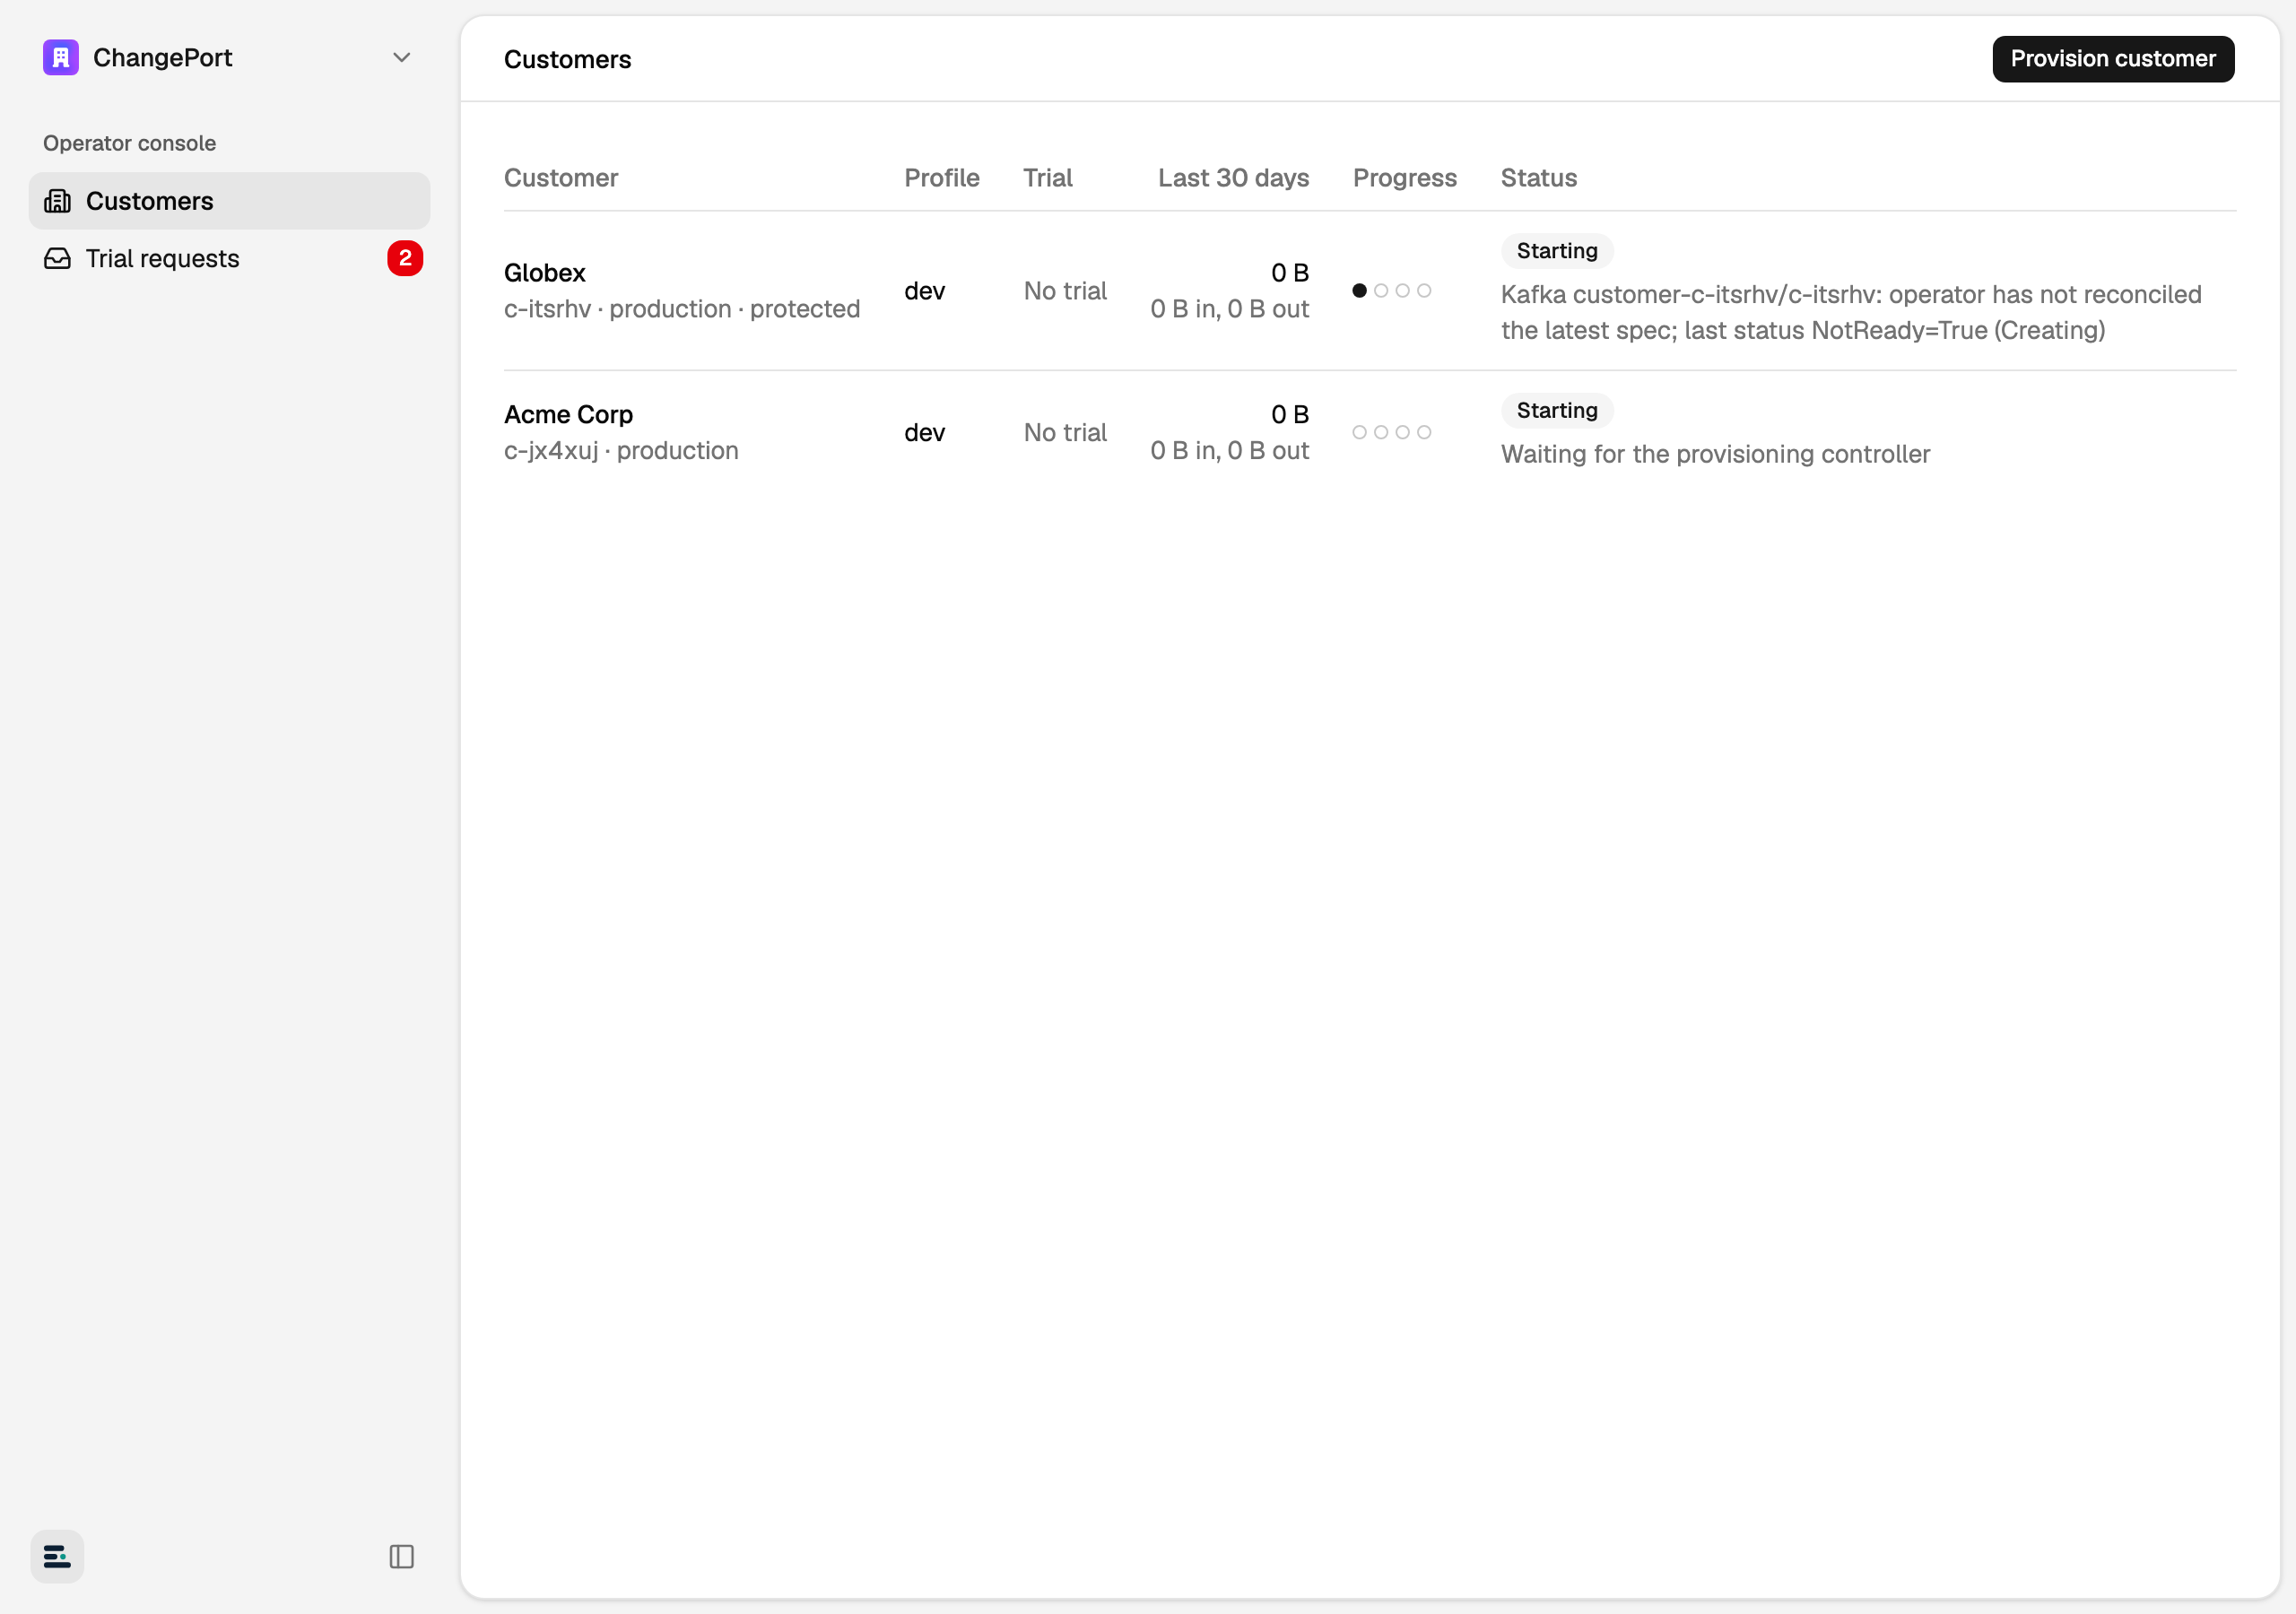 ChangePort
Operator console
Customers
Trial requests
2
Customers
Provision customer
Customer
Profile
Trial
Last 30 days
Progress
Status
Globex
c-itsrhv · production · protected
dev
No trial
0 B
0 B in, 0 B out
Starting
Kafka customer-c-itsrhv/c-itsrhv: operator has not reconciled
the latest spec; last status NotReady=True (Creating)
Acme Corp
c-jx4xuj · production
dev
No trial
0 B
0 B in, 0 B out
Starting
Waiting for the provisioning controller